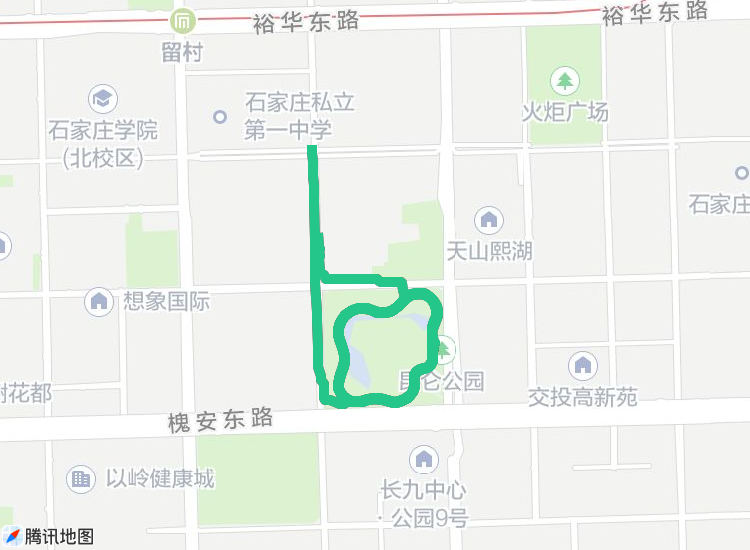 裕华东路
裕华东路
留村
石家庄学院
(北校区)
石家庄私立
第一中学
火炬广场
石家庄
天山熙湖
想象国际
昆仑公园
花都
交投高新苑
槐安东路
以岭健康城
长九中心
·公园9号
腾讯地图